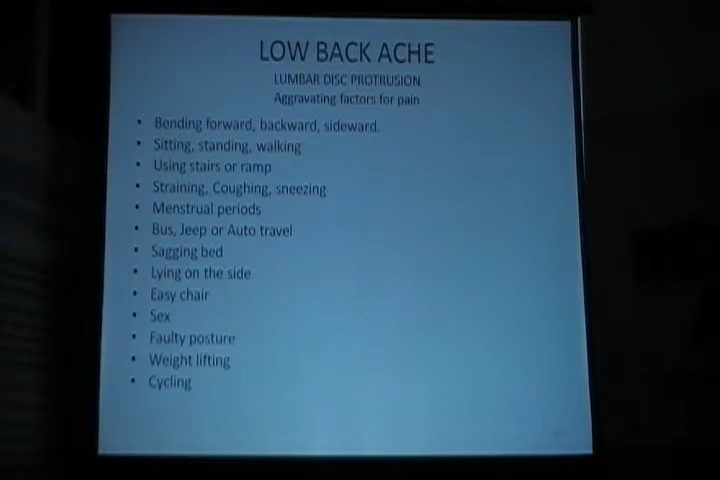 LOW BACK ACHE
LUMBAR DISC PROTRUSION
Aggravating factors for pain
• Bending forward, backward, sideward.
• Sitting, standing, walking
• Using stairs or ramp
• Straining, Coughing, sneezing
• Menstrual periods
• Bus, Jeep or Auto travel
• Sagging bed
• Lying on the side
• Easy chair
• Sex
• Faulty posture
• Weight lifting
• Cycling